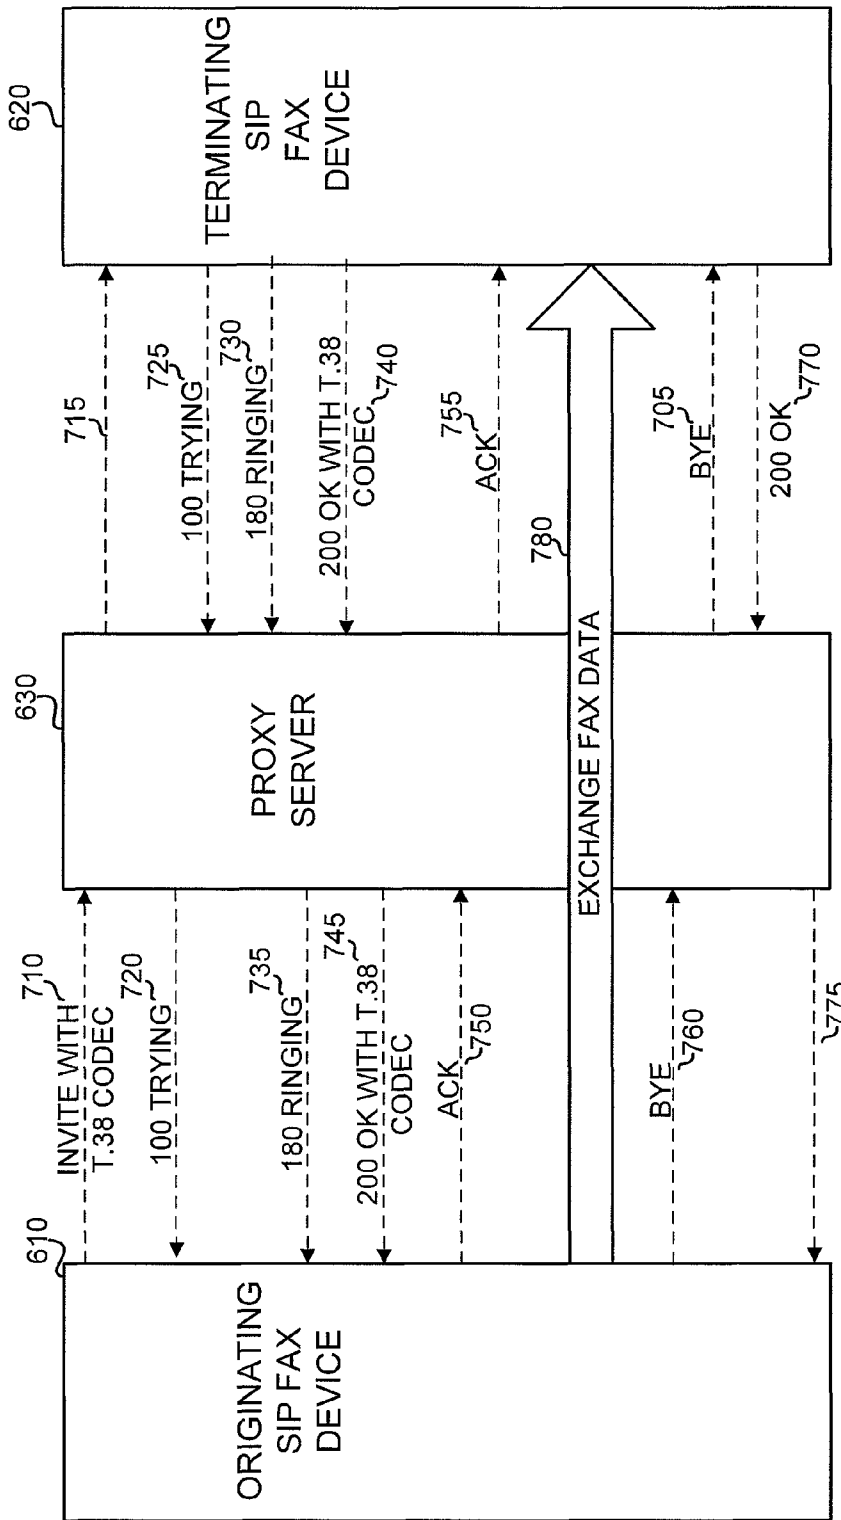 610
ORIGINATING
SIP FAX
DEVICE
630
PROXY
SERVER
620
TERMINATING
SIP
FAX
DEVICE
710
INVITE WITH
T.38 CODEC
715
720
100 TRYING
725
100 TRYING
730
180 RINGING
735
180 RINGING
200 OK WITH T.38
CODEC
740
745
200 OK WITH T.38
CODEC
ACK
750
755
ACK
780
EXCHANGE FAX DATA
BYE
760
705
BYE
200 OK
770
775